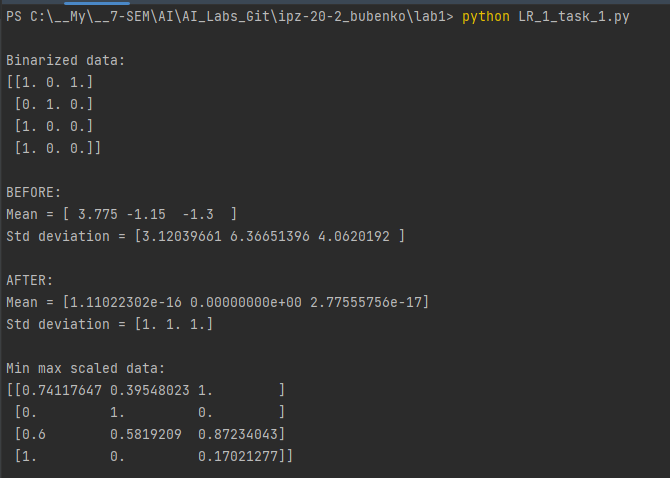 PS C:\__My\__7-SEM\AI\AI_Labs_Git\ipz-20-2_bubenko\lab1> python LR_1_task_1.py
Binarized data:
[[1. 0. 1.]
 [0. 1. 0.]
 [1. 0. 0.]
 [1. 0. 0.]]
BEFORE:
Mean = [ 3.775 -1.15  -1.3  ]
Std deviation = [3.12039661 6.36651396 4.0620192 ]
AFTER:
Mean = [1.11022302e-16 0.00000000e+00 2.77555756e-17]
Std deviation = [1. 1. 1.]
Min max scaled data:
[[0.74117647 0.39548023 1.        ]
 [0.         1.         0.        ]
 [0.6        0.5819209  0.87234043]
 [1.         0.         0.17021277]]